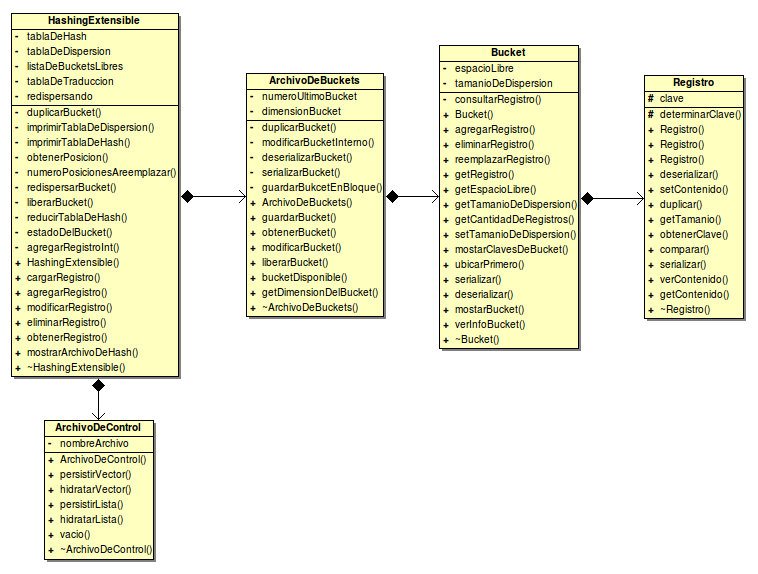 HashingExtensible
- tablaDeHash
- tablaDeDispersion
- listaDeBucketsLibres
- tablaDeTraduccion
- redispersando
- duplicarBucket()
- imprimirTablaDeDispersion()
- imprimirTablaDeHash()
- obtenerPosicion()
- numeroPosicionesAreemplazar()
- redispersarBucket()
- liberarBucket()
- reducirTablaDeHash()
- estadoDelBucket()
- agregarRegistroInt()
+ HashingExtensible()
+ cargarRegistro()
+ agregarRegistro()
+ modificarRegistro()
+ eliminarRegistro()
+ obtenerRegistro()
+ mostrarArchivoDeHash()
+ ~HashingExtensible()
ArchivoDeBuckets
- numeroUltimoBucket
- dimensionBucket
- duplicarBucket()
- modificarBucketInterno()
- deserializarBucket()
- serializarBucket()
- guardarBukcetEnBloque()
+ ArchivoDeBuckets()
+ guardarBucket()
+ obtenerBucket()
+ modificarBucket()
+ liberarBucket()
+ bucketDisponible()
+ getDimensionDelBucket()
+ ~ArchivoDeBuckets()
Bucket
- espacioLibre
- tamanioDeDispersion
- consultarRegistro()
+ Bucket()
+ agregarRegistro()
+ eliminarRegistro()
+ reemplazarRegistro()
+ getRegistro()
+ getEspacioLibre()
+ getTamanioDeDispersion()
+ getCantidadDeRegistros()
+ setTamanioDeDispersion()
+ mostarClavesDeBucket()
+ ubicarPrimero()
+ serializar()
+ deserializar()
+ mostarBucket()
+ verInfoBucket()
+ ~Bucket()
Registro
# clave
# determinarClave()
+ Registro()
+ Registro()
+ Registro()
+ deserializar()
+ setContenido()
+ duplicar()
+ getTamanio()
+ obtenerClave()
+ comparar()
+ serializar()
+ verContenido()
+ getContenido()
+ ~Registro()
ArchivoDeControl
- nombreArchivo
+ ArchivoDeControl()
+ persistirVector()
+ hidratarVector()
+ persistirLista()
+ hidratarLista()
+ vacio()
+ ~ArchivoDeControl()